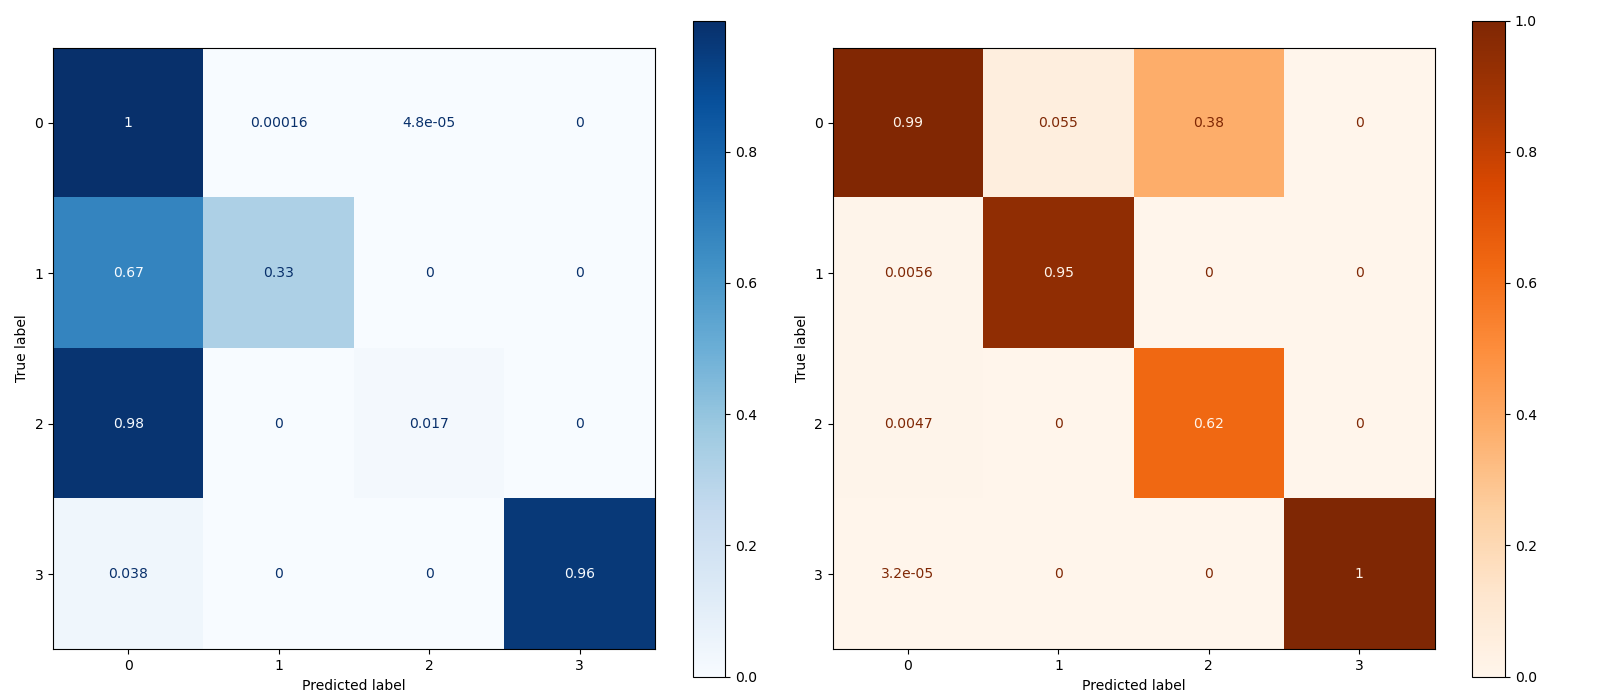 0 1 0.00016 4.8e-05 0
1 0.67 0.33 0 0
2 0.98 0 0.017 0
3 0.038 0 0 0.96
0 1 2 3
Predicted label
True label
0.8
0.6
0.4
0.2
0.0
0 0.99 0.055 0.38 0
1 0.0056 0.95 0 0
2 0.0047 0 0.62 0
3 3.2e-05 0 0 1
0 1 2 3
Predicted label
True label
1.0
0.8
0.6
0.4
0.2
0.0